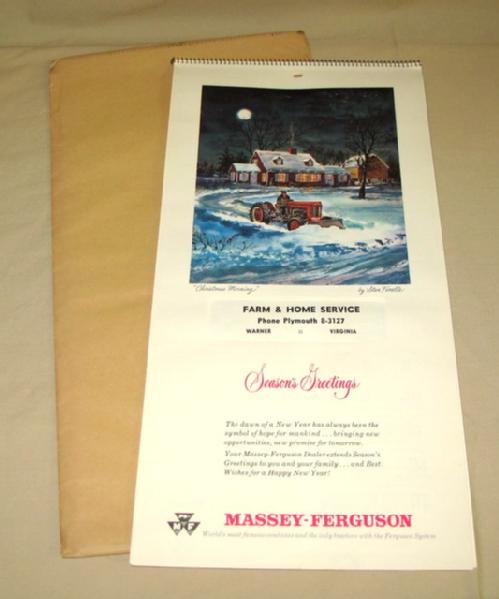 "Christmas Morning" by
FARM & HOME SERVICE
Phone Plymouth 8-3127
WARNER VIRGINIA
Season's Greetings
The dawn of a New Year has always been the
symbol of hope for mankind . . . bringing new
opportunities, new promise for tomorrow.
Your Massey-Ferguson Dealer extends Season's
Greetings to you and your family . . . and Best
Wishes for a Happy New Year!
MF
MASSEY-FERGUSON
World's most famous combines and the only tractors with the Ferguson System